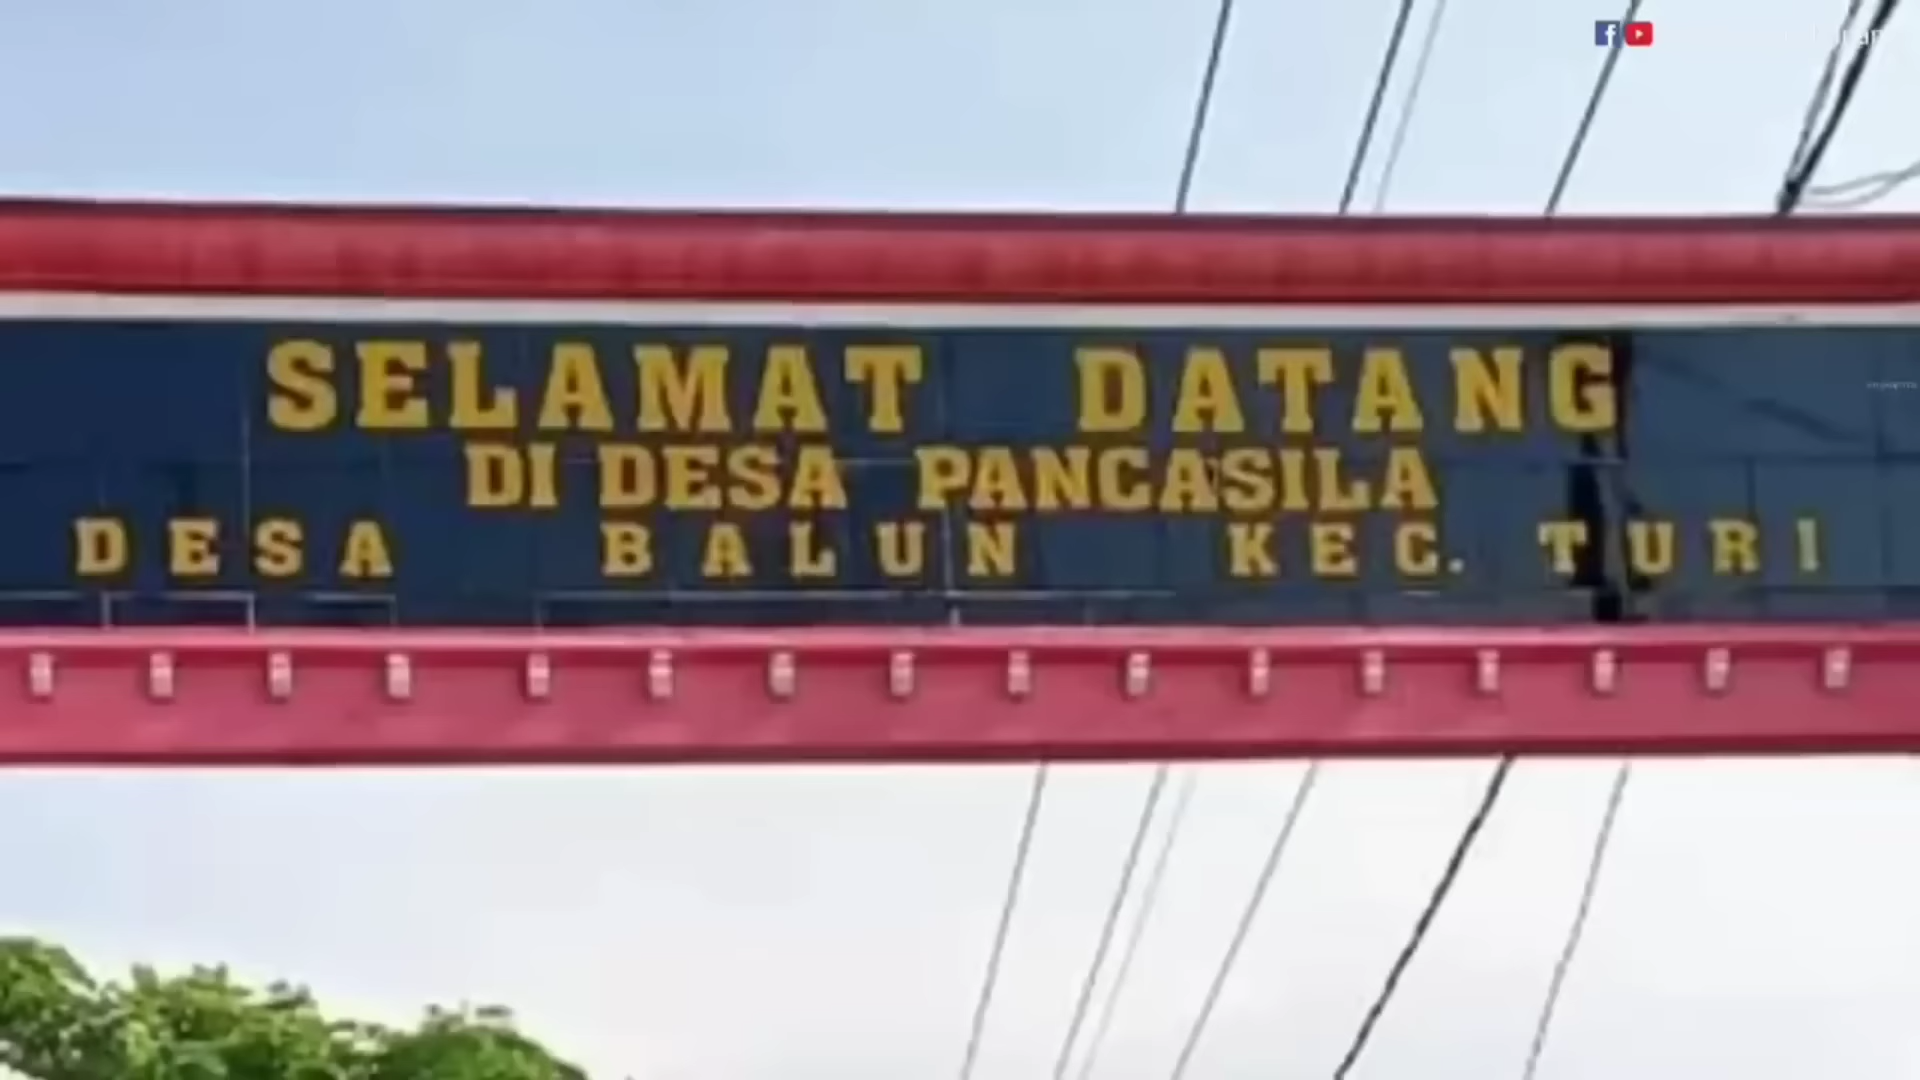 SELAMAT DATANG
DI DESA PANCASILA
DESA BALUN KEC. TURI